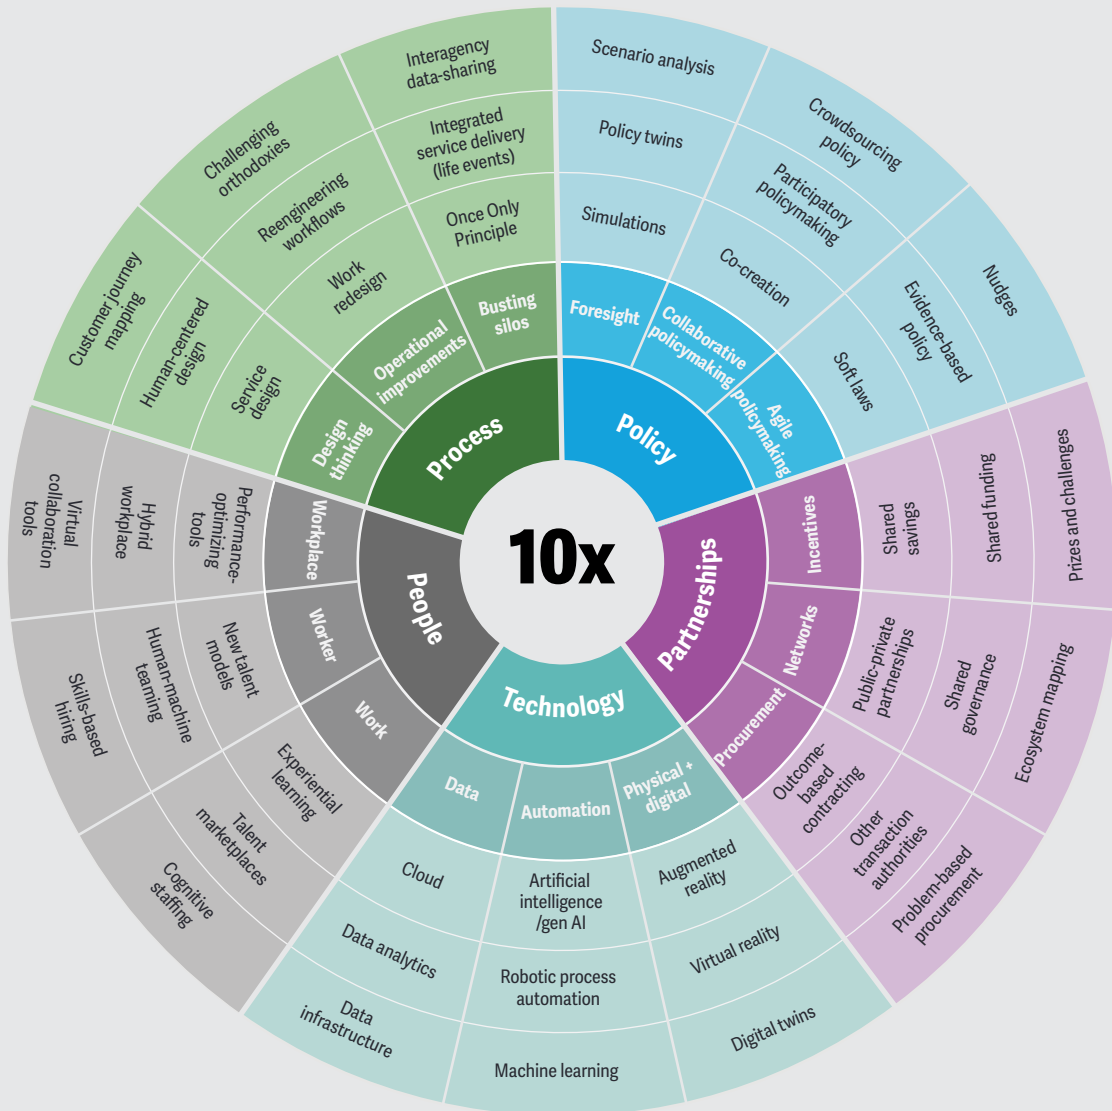 10x
Policy
Foresight
Simulations
Policy twins
Scenario analysis
Collaborative
policymaking
Co-creation
Participatory
policymaking
Crowdsourcing
policy
Agile
policymaking
Soft laws
Evidence-based
policy
Nudges
Partnerships
Incentives
Shared
savings
Shared funding
Prizes and challenges
Networks
Public-private
partnerships
Shared
governance
Ecosystem mapping
Procurement
Outcome-
based
contracting
Other
transaction
authorities
Problem-based
procurement
Technology
Physical +
digital
Augmented
reality
Virtual reality
Digital twins
Automation
Artificial
intelligence
/gen AI
Robotic process
automation
Machine learning
Data
Cloud
Data analytics
Data
infrastructure
People
Work
Experiential
learning
Talent
marketplaces
Cognitive
staffing
Worker
New talent
models
Human-machine
teaming
Skills-based
hiring
Workplace
Performance-
optimizing
tools
Hybrid
workplace
Virtual
collaboration
tools
Process
Design
thinking
Service
design
Human-centered
design
Customer journey
mapping
Operational
improvements
Work
redesign
Reengineering
workflows
Challenging
orthodoxies
Busting
silos
Once Only
Principle
Integrated
service delivery
(life events)
Interagency
data-sharing